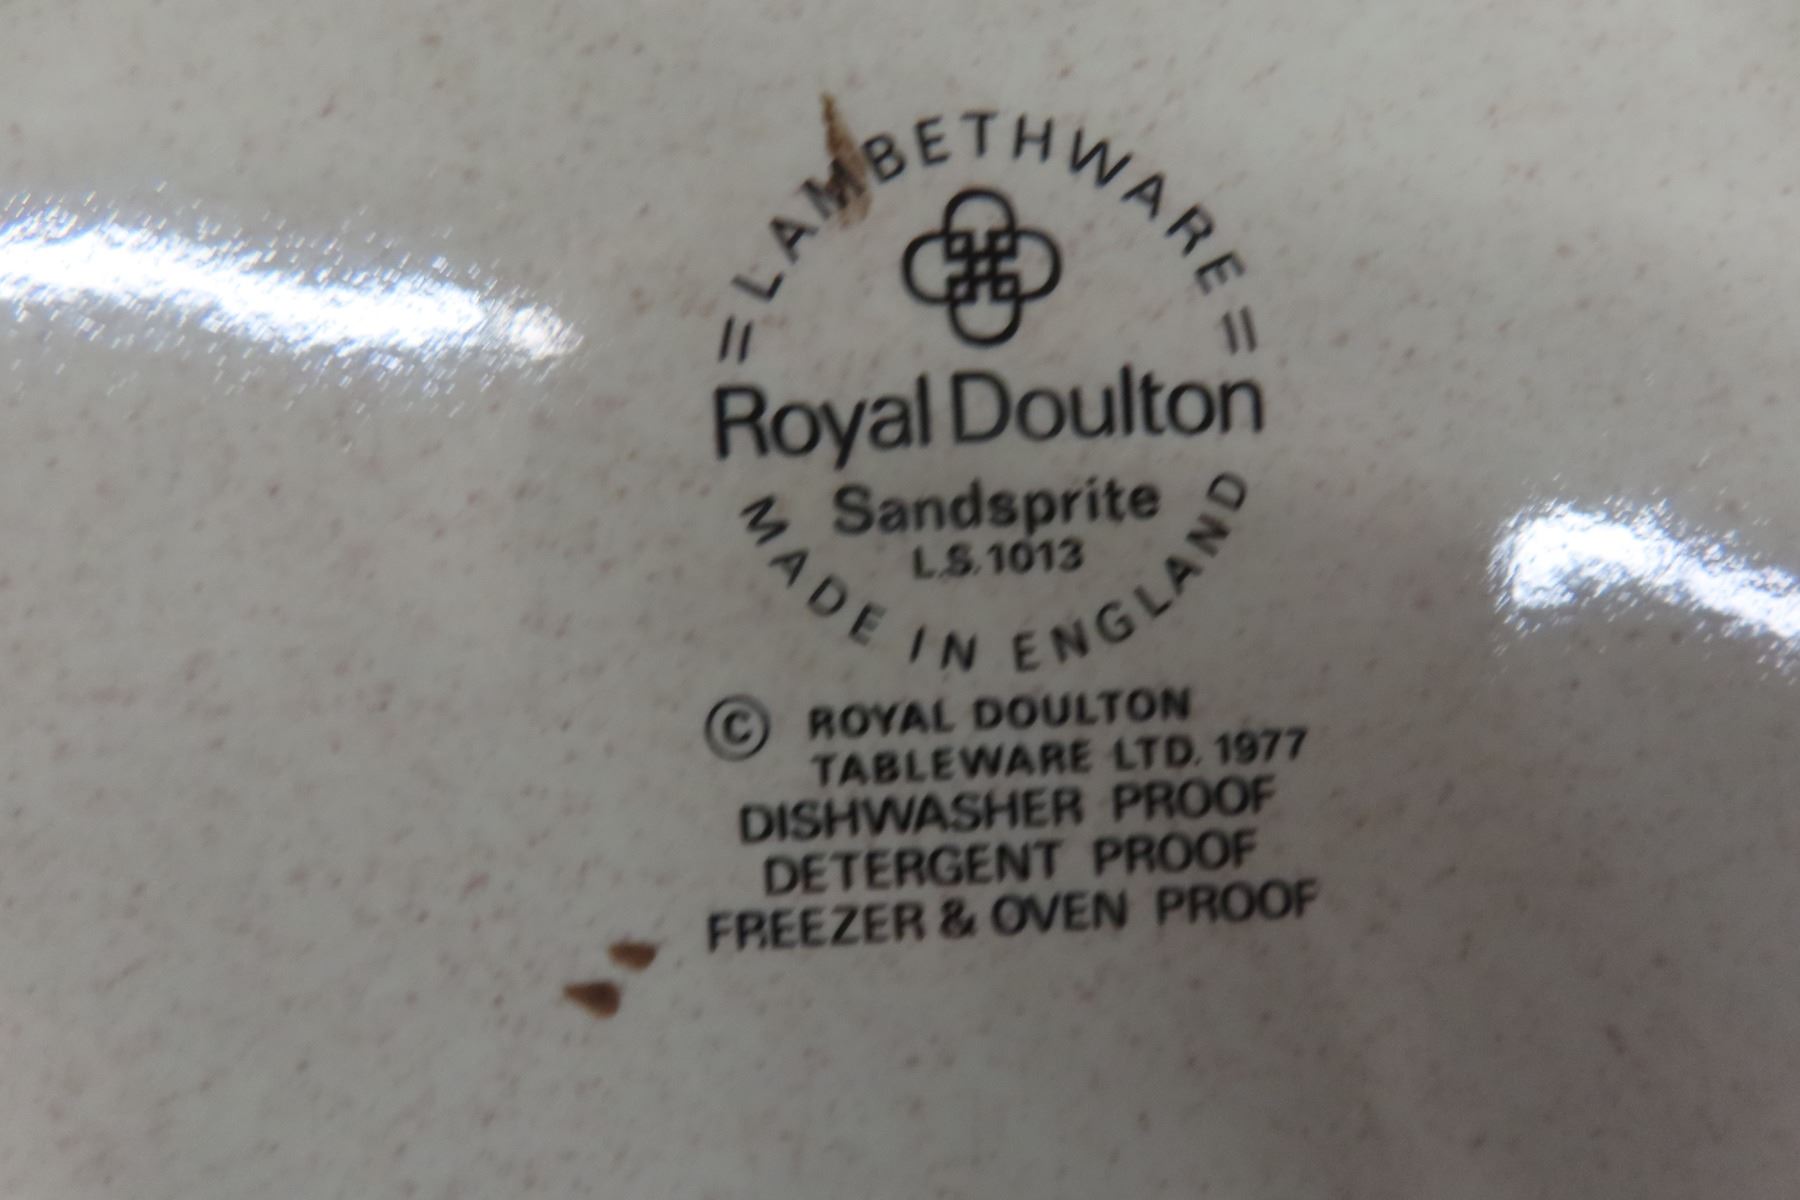 =LAMBETHWARE=
Royal Doulton
Sandsprite
L.S.1013
MADE IN ENGLAND
© ROYAL DOULTON
TABLEWARE LTD. 1977
DISHWASHER PROOF
DETERGENT PROOF
FREEZER & OVEN PROOF